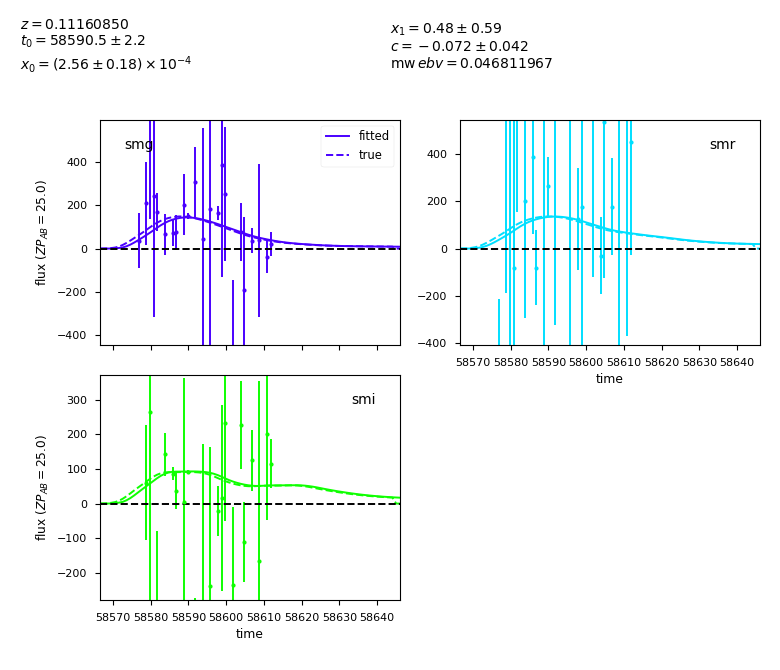 z = 0.11160850
t0 = 58590.5 ± 2.2
x0 = (2.56 ± 0.18) × 10^−4
x1 = 0.48 ± 0.59
c = −0.072 ± 0.042
mw ebv = 0.046811967
smg
fitted
true
400
200
0
−200
−400
flux (ZP_AB = 25.0)
smr
400
200
0
−200
−400
58570 58580 58590 58600 58610 58620 58630 58640
time
smi
300
200
100
0
−100
−200
flux (ZP_AB = 25.0)
58570 58580 58590 58600 58610 58620 58630 58640
time